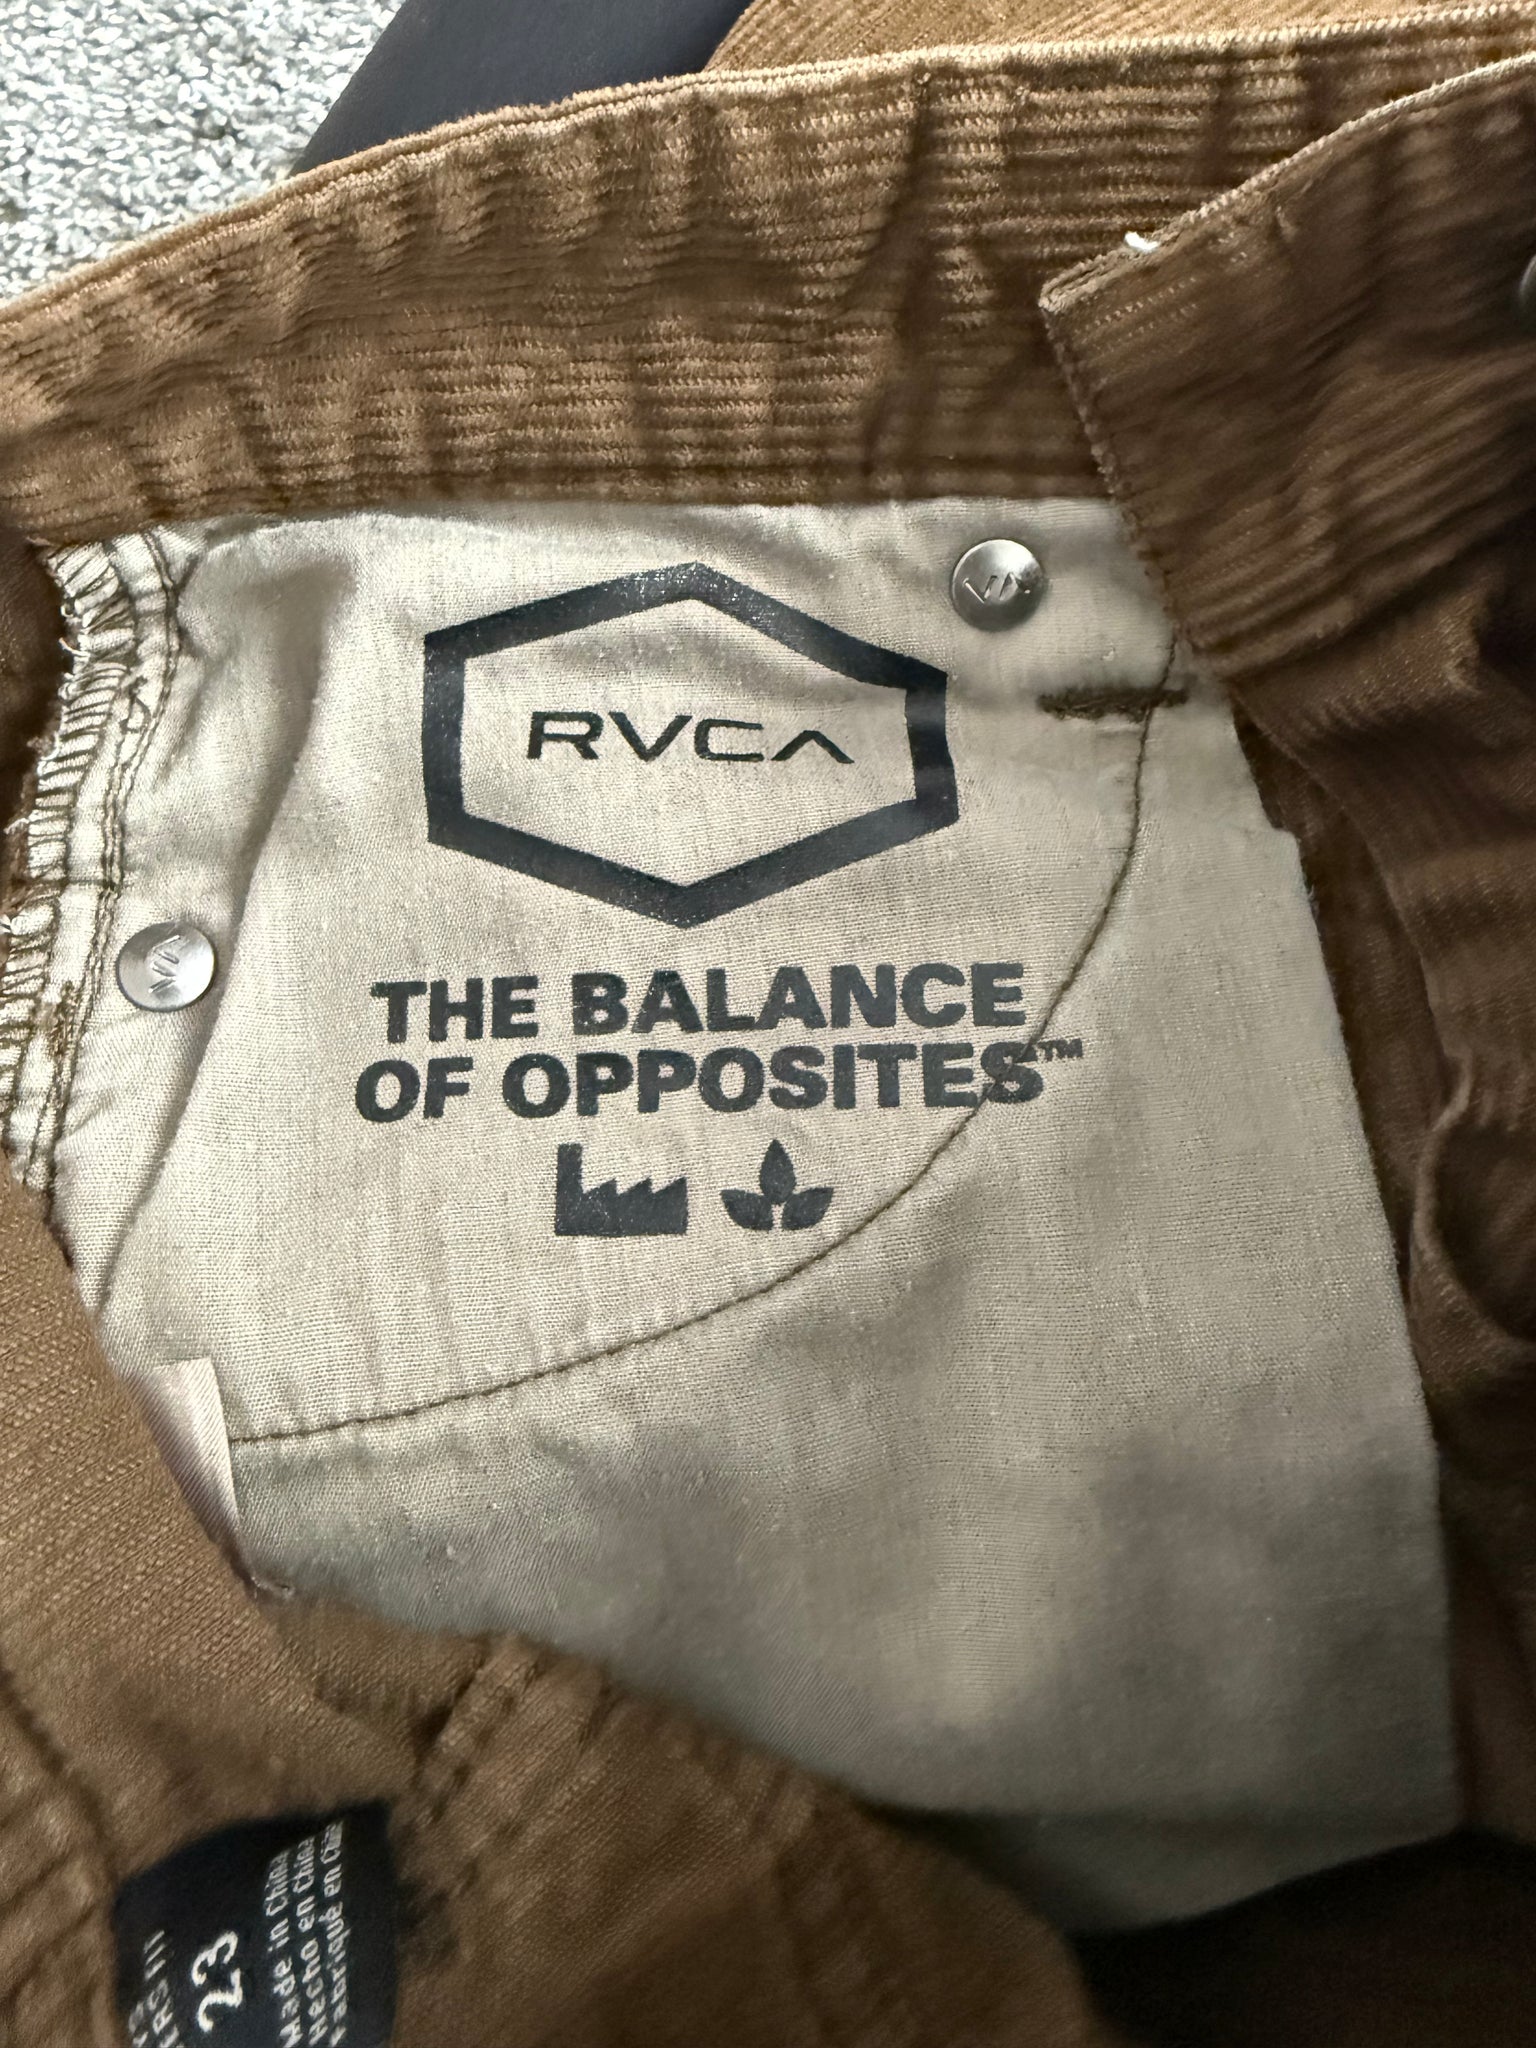 RVCA
THE BALANCE
OF OPPOSITES™
23
Made in China
Hecho en China
Fabriqué en Chine